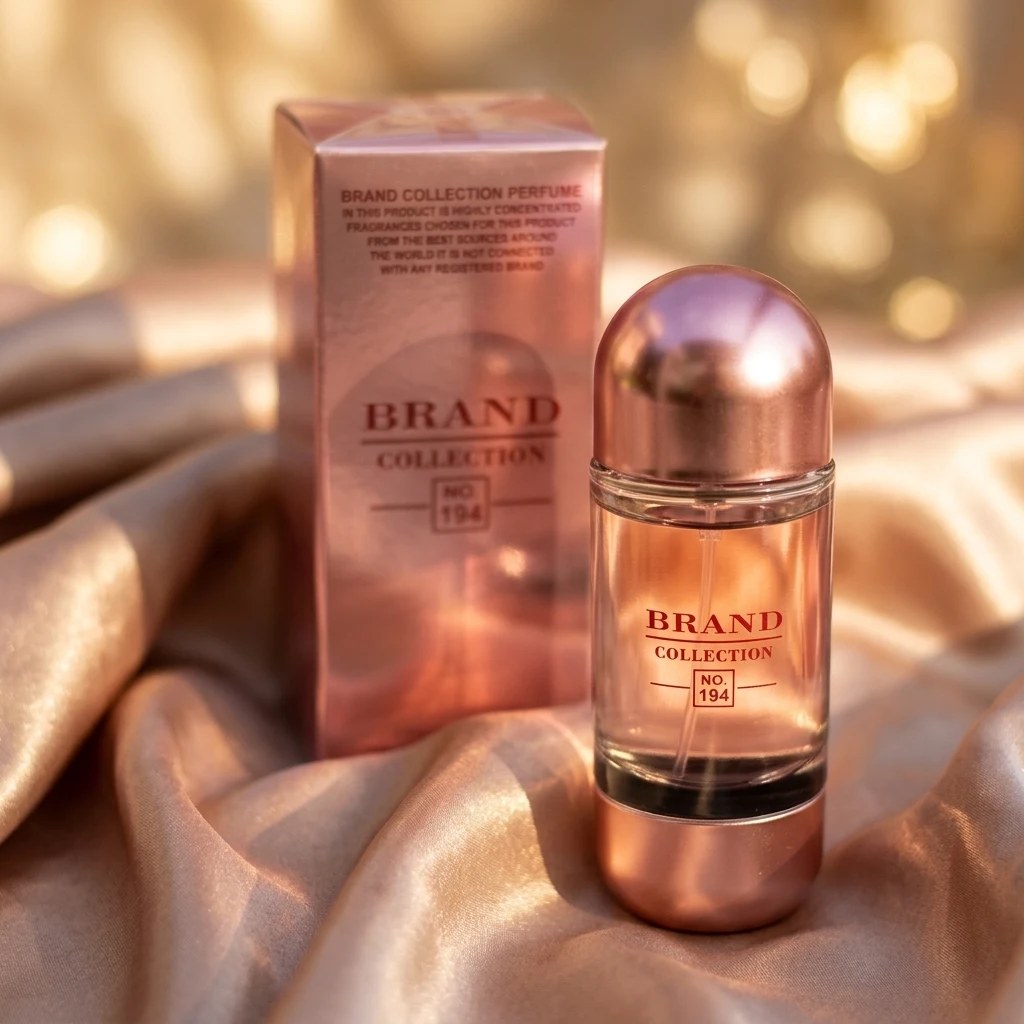 BRAND COLLECTION PERFUME
IN THIS PRODUCT IS HIGHLY CONCENTRATED
FRAGRANCES CHOSEN FOR THIS PRODUCT
FROM THE BEST SOURCES AROUND
THE WORLD IT IS NOT CONNECTED
WITH ANY REGISTERED BRAND
BRAND
COLLECTION
NO.
194
BRAND
COLLECTION
NO.
194